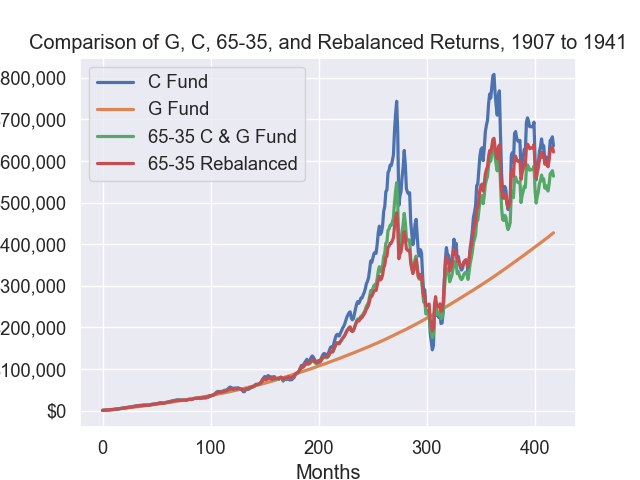 Comparison of G, C, 65-35, and Rebalanced Returns, 1907 to 1941
C Fund
G Fund
65-35 C & G Fund
65-35 Rebalanced
800,000
700,000
600,000
500,000
400,000
300,000
200,000
100,000
$0
0 100 200 300 400
Months